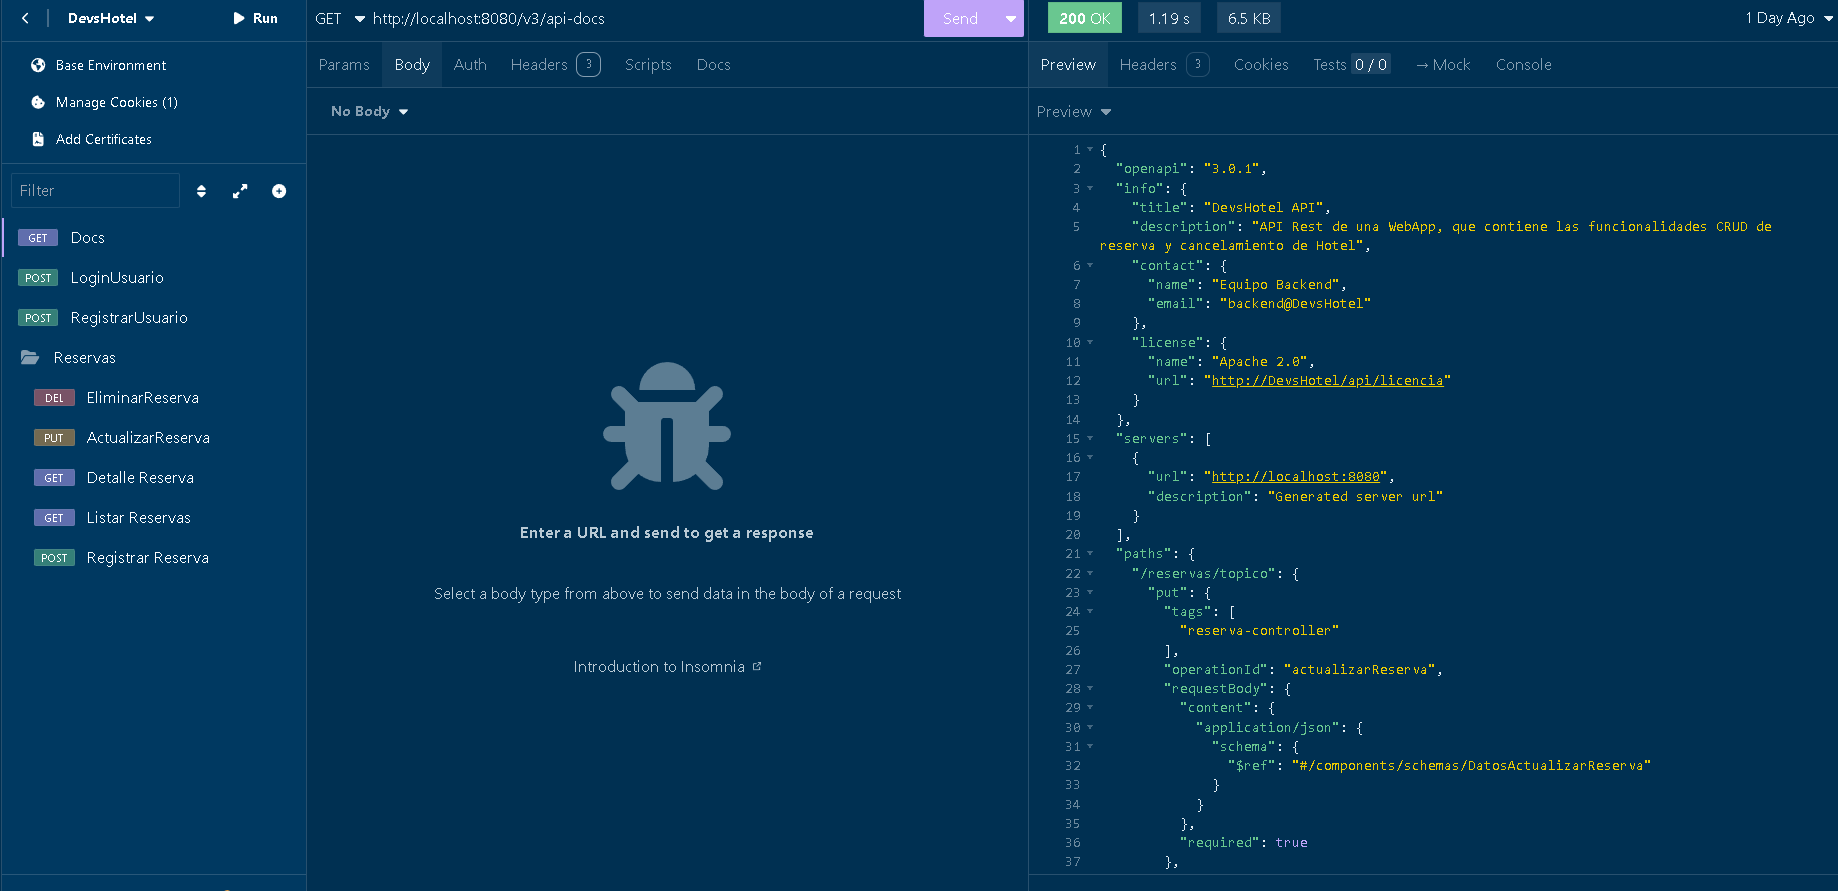 DevsHotel
Run
Base Environment
Manage Cookies (1)
Add Certificates
Filter
GET Docs
POST LoginUsuario
POST RegistrarUsuario
Reservas
DEL EliminarReserva
PUT ActualizarReserva
GET Detalle Reserva
GET Listar Reservas
POST Registrar Reserva
GET http://localhost:8080/v3/api-docs
Send
Params Body Auth Headers 3 Scripts Docs
No Body
Enter a URL and send to get a response
Select a body type from above to send data in the body of a request
Introduction to Insomnia
200 OK 1.19 s 6.5 KB 1 Day Ago
Preview Headers 3 Cookies Tests 0 / 0 → Mock Console
Preview
1 {
2 "openapi": "3.0.1",
3 "info": {
4 "title": "DevsHotel API",
5 "description": "API Rest de una WebApp, que contiene las funcionalidades CRUD de
reserva y cancelamiento de Hotel",
6 "contact": {
7 "name": "Equipo Backend",
8 "email": "backend@DevsHotel"
9 },
10 "license": {
11 "name": "Apache 2.0",
12 "url": "http://DevsHotel/api/licencia"
13 }
14 },
15 "servers": [
16 {
17 "url": "http://localhost:8080",
18 "description": "Generated server url"
19 }
20 ],
21 "paths": {
22 "/reservas/topico": {
23 "put": {
24 "tags": [
25 "reserva-controller"
26 ],
27 "operationId": "actualizarReserva",
28 "requestBody": {
29 "content": {
30 "application/json": {
31 "schema": {
32 "$ref": "#/components/schemas/DatosActualizarReserva"
33 }
34 }
35 },
36 "required": true
37 },